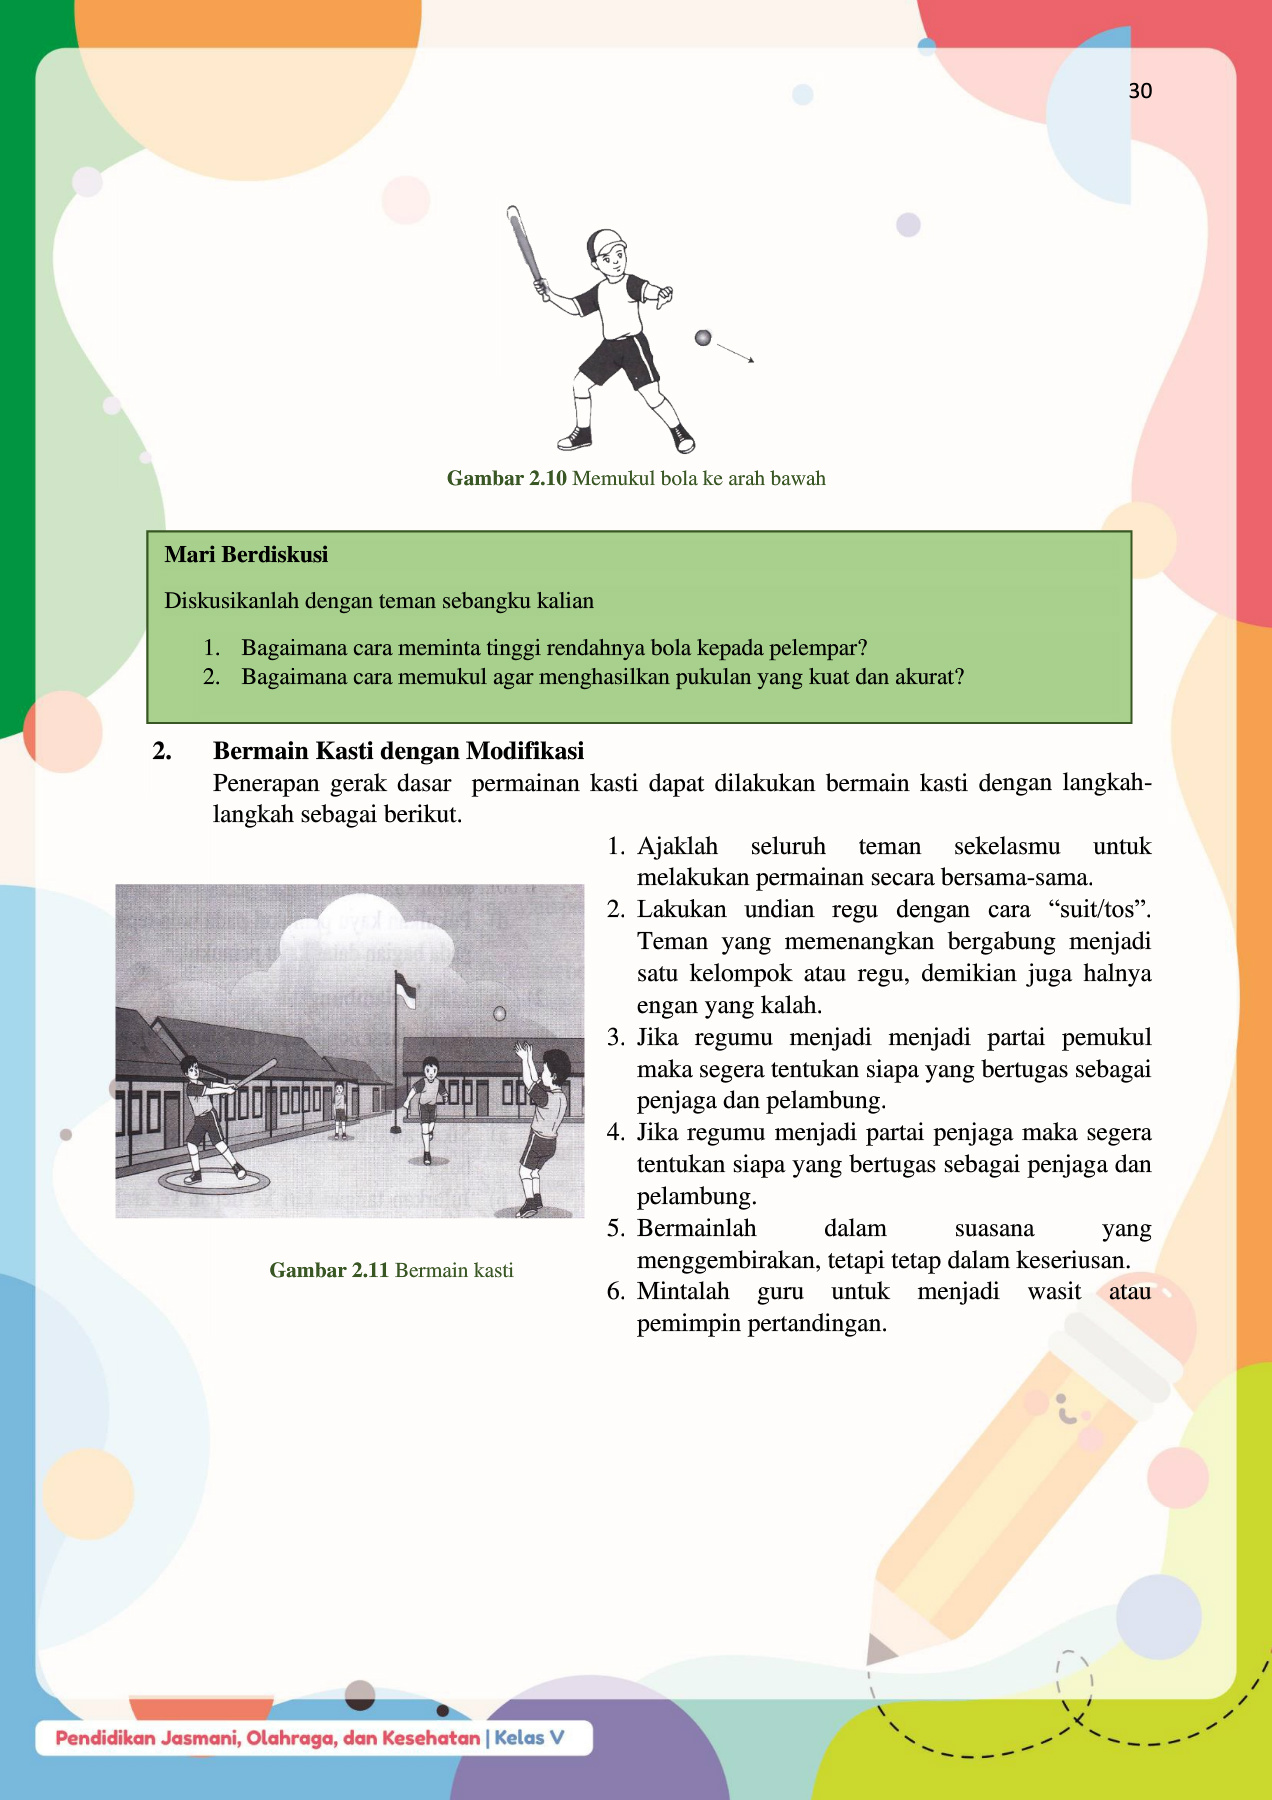 30
Gambar 2.10 Memukul bola ke arah bawah
Mari Berdiskusi
Diskusikanlah dengan teman sebangku kalian
1. Bagaimana cara meminta tinggi rendahnya bola kepada pelempar?
2. Bagaimana cara memukul agar menghasilkan pukulan yang kuat dan akurat?
2. Bermain Kasti dengan Modifikasi
Penerapan gerak dasar permainan kasti dapat dilakukan bermain kasti dengan langkah-
langkah sebagai berikut.
1. Ajaklah seluruh teman sekelasmu untuk
melakukan permainan secara bersama-sama.
2. Lakukan undian regu dengan cara “suit/tos”.
Teman yang memenangkan bergabung menjadi
satu kelompok atau regu, demikian juga halnya
engan yang kalah.
3. Jika regumu menjadi menjadi partai pemukul
maka segera tentukan siapa yang bertugas sebagai
penjaga dan pelambung.
4. Jika regumu menjadi partai penjaga maka segera
tentukan siapa yang bertugas sebagai penjaga dan
pelambung.
5. Bermainlah dalam suasana yang
menggembirakan, tetapi tetap dalam keseriusan.
6. Mintalah guru untuk menjadi wasit atau
pemimpin pertandingan.
Gambar 2.11 Bermain kasti
Pendidikan Jasmani, Olahraga, dan Kesehatan | Kelas V